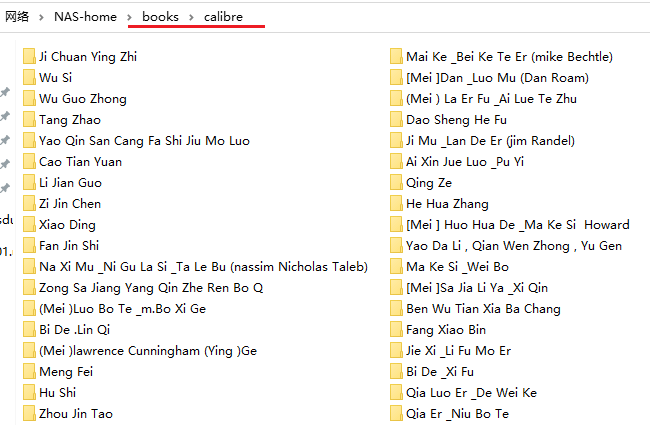 网络 > NAS-home > books > calibre
Ji Chuan Ying Zhi
Wu Si
Wu Guo Zhong
Tang Zhao
Yao Qin San Cang Fa Shi Jiu Mo Luo
Cao Tian Yuan
Li Jian Guo
Zi Jin Chen
Xiao Ding
Fan Jin Shi
Na Xi Mu _Ni Gu La Si _Ta Le Bu (nassim Nicholas Taleb)
Zong Sa Jiang Yang Qin Zhe Ren Bo Q
(Mei )Luo Bo Te _m.Bo Xi Ge
Bi De .Lin Qi
(Mei )lawrence Cunningham (Ying )Ge
Meng Fei
Hu Shi
Zhou Jin Tao
Mai Ke _Bei Ke Te Er (mike Bechtle)
[Mei ]Dan _Luo Mu (Dan Roam)
(Mei ) La Er Fu _Ai Lue Te Zhu
Dao Sheng He Fu
Ji Mu _Lan De Er (jim Randel)
Ai Xin Jue Luo _Pu Yi
Qing Ze
He Hua Zhang
[Mei ] Huo Hua De _Ma Ke Si  Howard
Yao Da Li , Qian Wen Zhong , Yu Gen
Ma Ke Si _Wei Bo
[Mei ]Sa Jia Li Ya _Xi Qin
Ben Wu Tian Xia Ba Chang
Fang Xiao Bin
Jie Xi _Li Fu Mo Er
Bi De _Xi Fu
Qia Luo Er _De Wei Ke
Qia Er _Niu Bo Te
sdu
01.